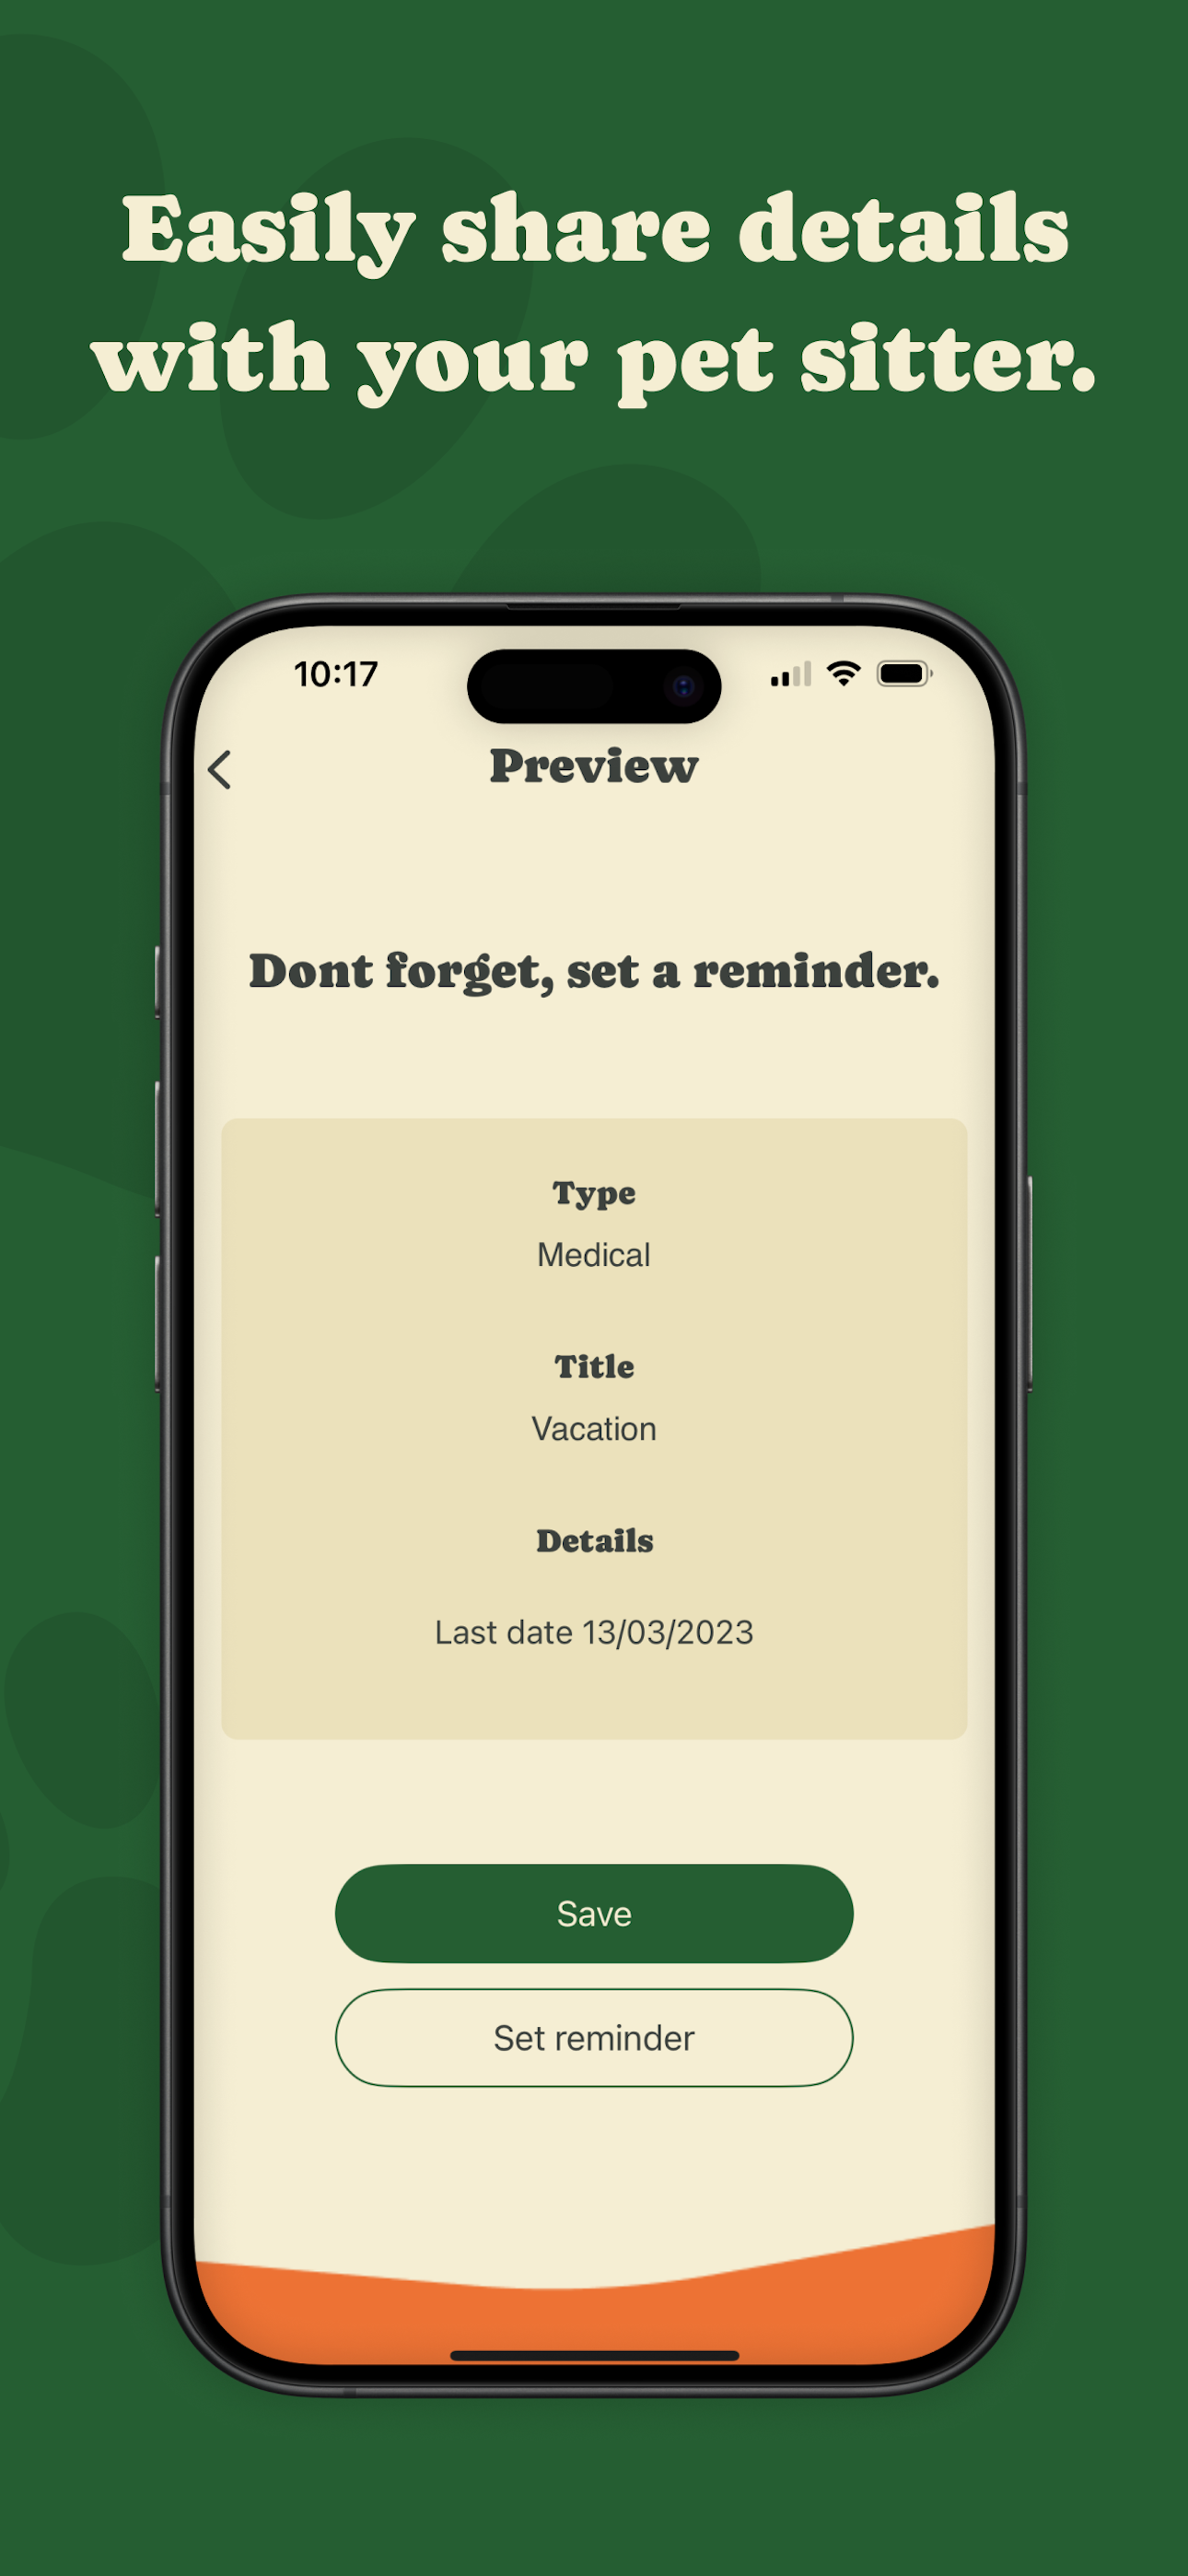 Easily share details
with your pet sitter.
10:17
Preview
Dont forget, set a reminder.
Type
Medical
Title
Vacation
Details
Last date 13/03/2023
Save
Set reminder